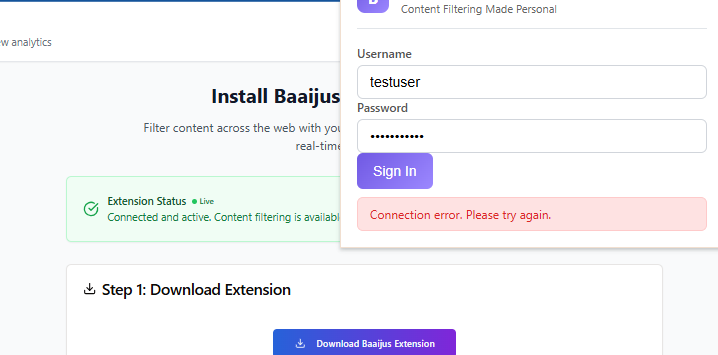 Content Filtering Made Personal
ew analytics
Username
testuser
Password
•••••••••••
Sign In
Connection error. Please try again.
Install Baaijus
Filter content across the web with you
real-time
Extension Status
Live
Connected and active. Content filtering is available
Step 1: Download Extension
Download Baaijus Extension